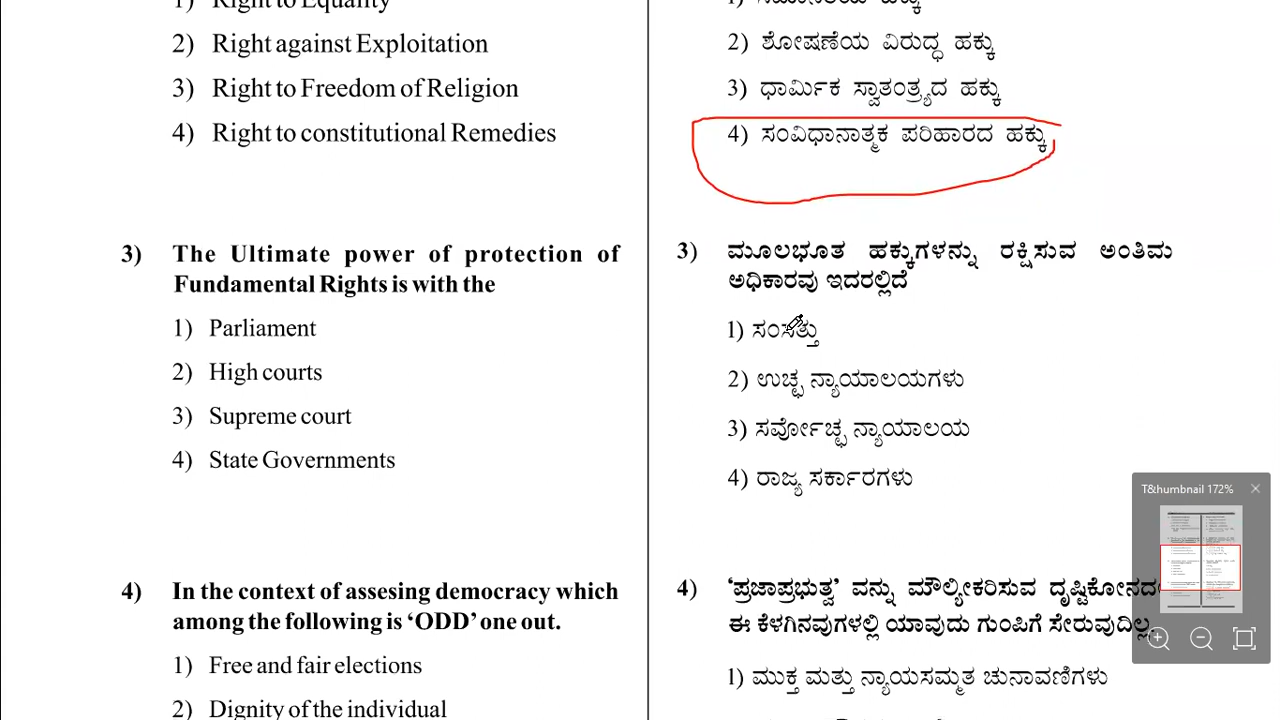 1) Right to Equality
2) Right against Exploitation
3) Right to Freedom of Religion
4) Right to constitutional Remedies
3) The Ultimate power of protection of
Fundamental Rights is with the
1) Parliament
2) High courts
3) Supreme court
4) State Governments
4) In the context of assesing democracy which
among the following is ‘ODD’ one out.
1) Free and fair elections
2) Dignity of the individual
1) ಸಮಾನತೆಯ ಹಕ್ಕು
2) ಶೋಷಣೆಯ ವಿರುದ್ಧ ಹಕ್ಕು
3) ಧಾರ್ಮಿಕ ಸ್ವಾತಂತ್ರ್ಯದ ಹಕ್ಕು
4) ಸಂವಿಧಾನಾತ್ಮಕ ಪರಿಹಾರದ ಹಕ್ಕು
3) ಮೂಲಭೂತ ಹಕ್ಕುಗಳನ್ನು ರಕ್ಷಿಸುವ ಅಂತಿಮ
ಅಧಿಕಾರವು ಇದರಲ್ಲಿದೆ
1) ಸಂಸತ್ತು
2) ಉಚ್ಛ ನ್ಯಾಯಾಲಯಗಳು
3) ಸರ್ವೋಚ್ಛ ನ್ಯಾಯಾಲಯ
4) ರಾಜ್ಯ ಸರ್ಕಾರಗಳು
4) ‘ಪ್ರಜಾಪ್ರಭುತ್ವ’ ವನ್ನು ಮೌಲ್ಯೀಕರಿಸುವ ದೃಷ್ಟಿಕೋನದ
ಈ ಕೆಳಗಿನವುಗಳಲ್ಲಿ ಯಾವುದು ಗುಂಪಿಗೆ ಸೇರುವುದಿಲ್ಲ.
1) ಮುಕ್ತ ಮತ್ತು ನ್ಯಾಯಸಮ್ಮತ ಚುನಾವಣಿಗಳು
T&humbnail 172%